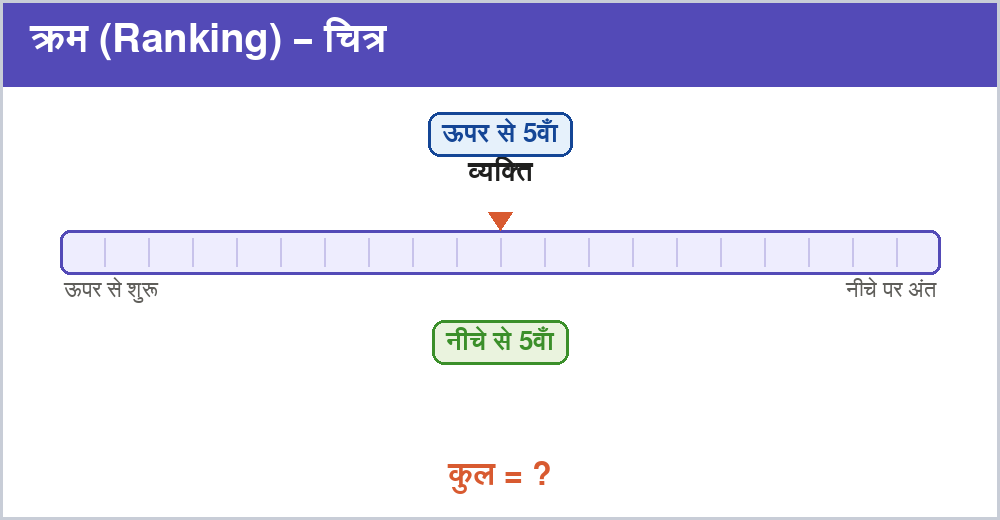 क्रम (Ranking) – चित्र
ऊपर से 5वाँ
व्यक्ति
ऊपर से शुरू
नीचे पर अंत
नीचे से 5वाँ
कुल = ?